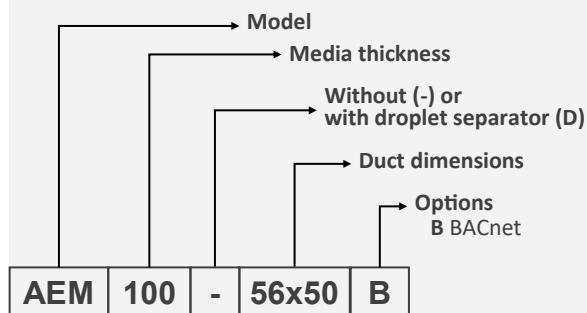 Model
Media thickness
Without (-) or
with droplet separator (D)
Duct dimensions
Options
B BACnet
AEM 100 - 56x50 B